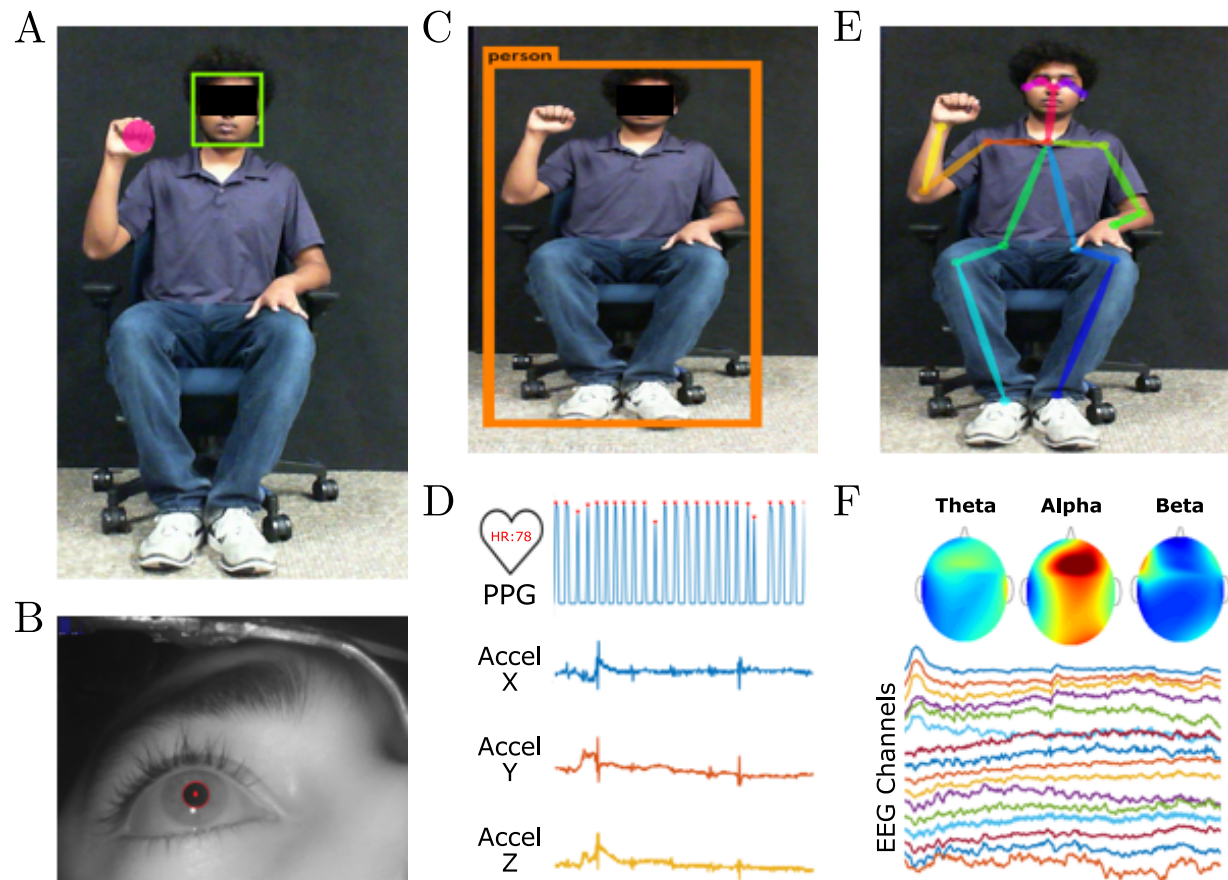 A
C
person
E
B
D
HR:78
PPG
Accel
X
Accel
Y
Accel
Z
F
Theta
Alpha
Beta
EEG Channels